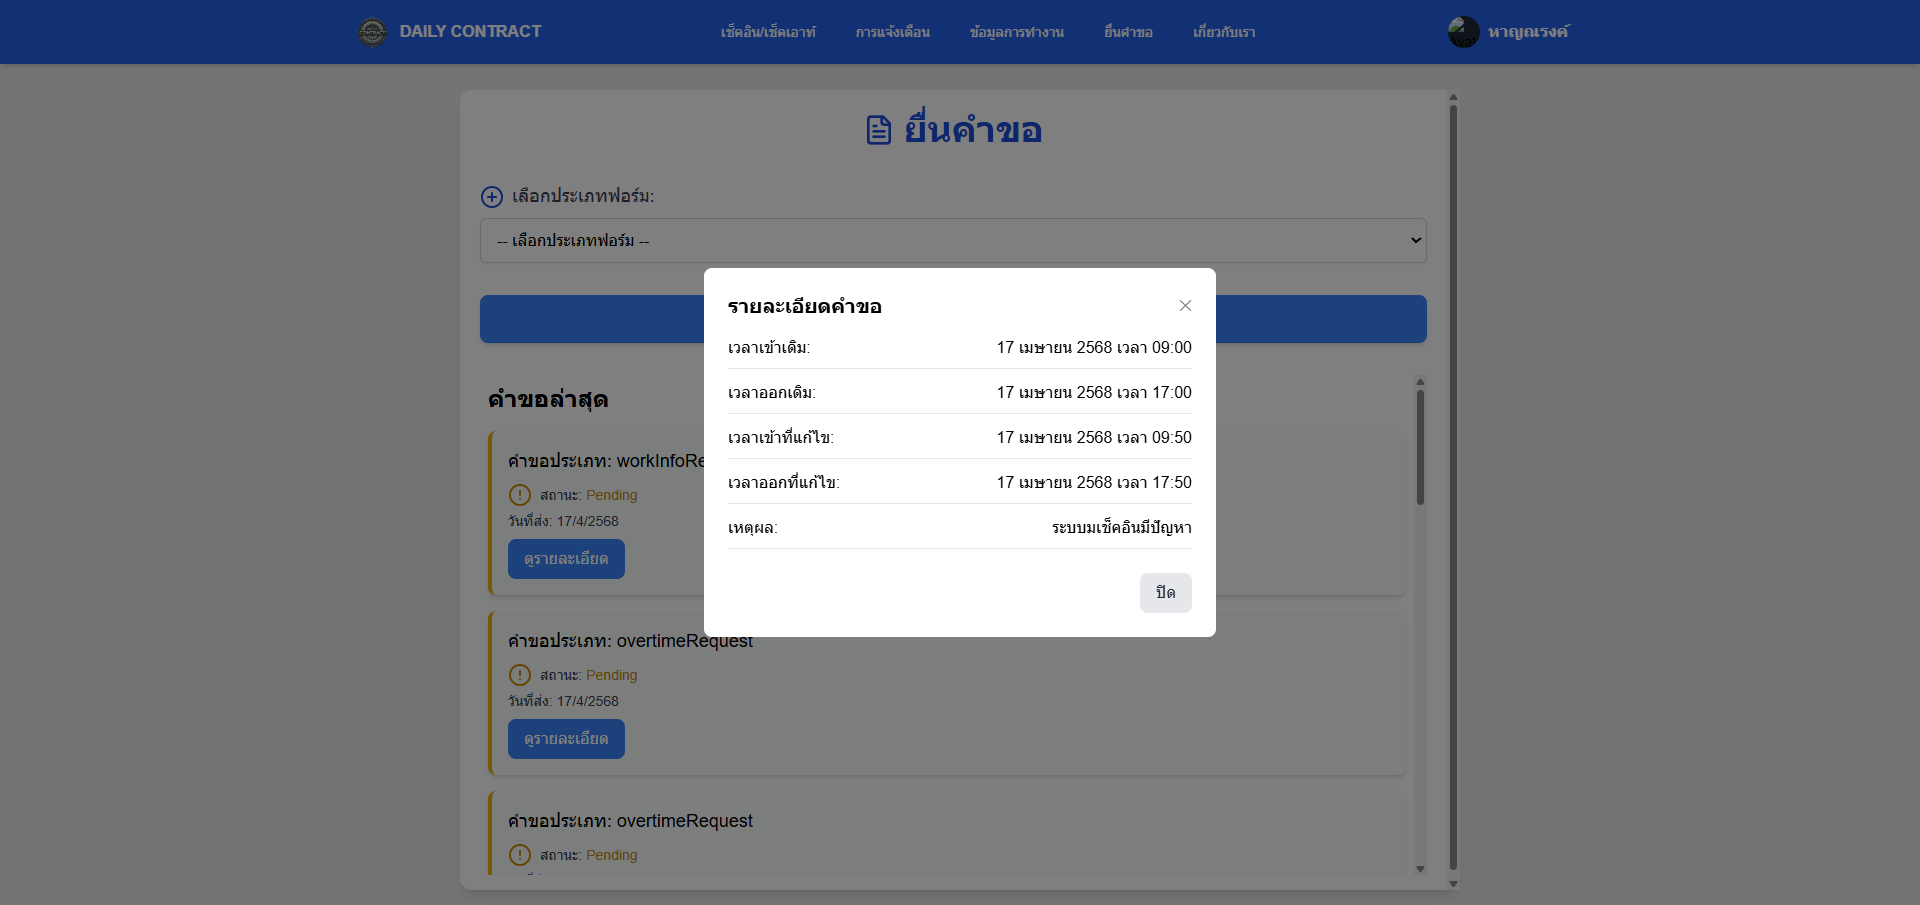 DAILY CONTRACT
เช็คอิน/เช็คเอาท์
การแจ้งเตือน
ข้อมูลการทำงาน
ยื่นคำขอ
เกี่ยวกับเรา
หาญณรงค์
ยื่นคำขอ
เลือกประเภทฟอร์ม:
-- เลือกประเภทฟอร์ม --
รายละเอียดคำขอ
เวลาเข้าเดิม: 17 เมษายน 2568 เวลา 09:00
เวลาออกเดิม: 17 เมษายน 2568 เวลา 17:00
เวลาเข้าที่แก้ไข: 17 เมษายน 2568 เวลา 09:50
เวลาออกที่แก้ไข: 17 เมษายน 2568 เวลา 17:50
เหตุผล: ระบบมเช็คอินมีปัญหา
ปิด
คำขอล่าสุด
คำขอประเภท: workInfoRe
สถานะ: Pending
วันที่ส่ง: 17/4/2568
ดูรายละเอียด
คำขอประเภท: overtimeRequest
สถานะ: Pending
วันที่ส่ง: 17/4/2568
ดูรายละเอียด
คำขอประเภท: overtimeRequest
สถานะ: Pending